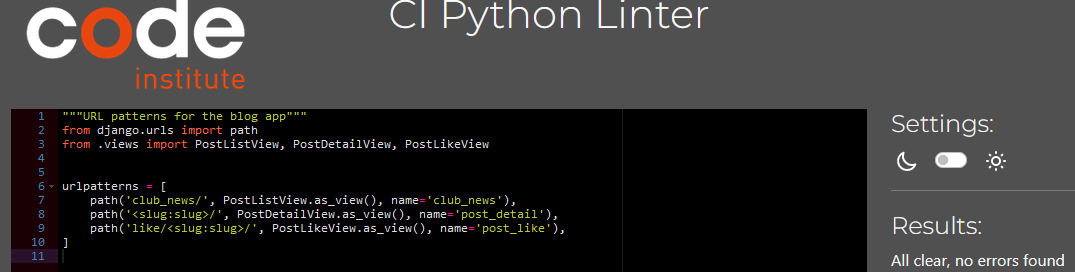 code
institute
CI Python Linter
1 """URL patterns for the blog app"""
2 from django.urls import path
3 from .views import PostListView, PostDetailView, PostLikeView
4
5
6 urlpatterns = [
7     path('club_news/', PostListView.as_view(), name='club_news'),
8     path('<slug:slug>/', PostDetailView.as_view(), name='post_detail'),
9     path('like/<slug:slug>/', PostLikeView.as_view(), name='post_like'),
10 ]
11
Settings:
Results:
All clear, no errors found